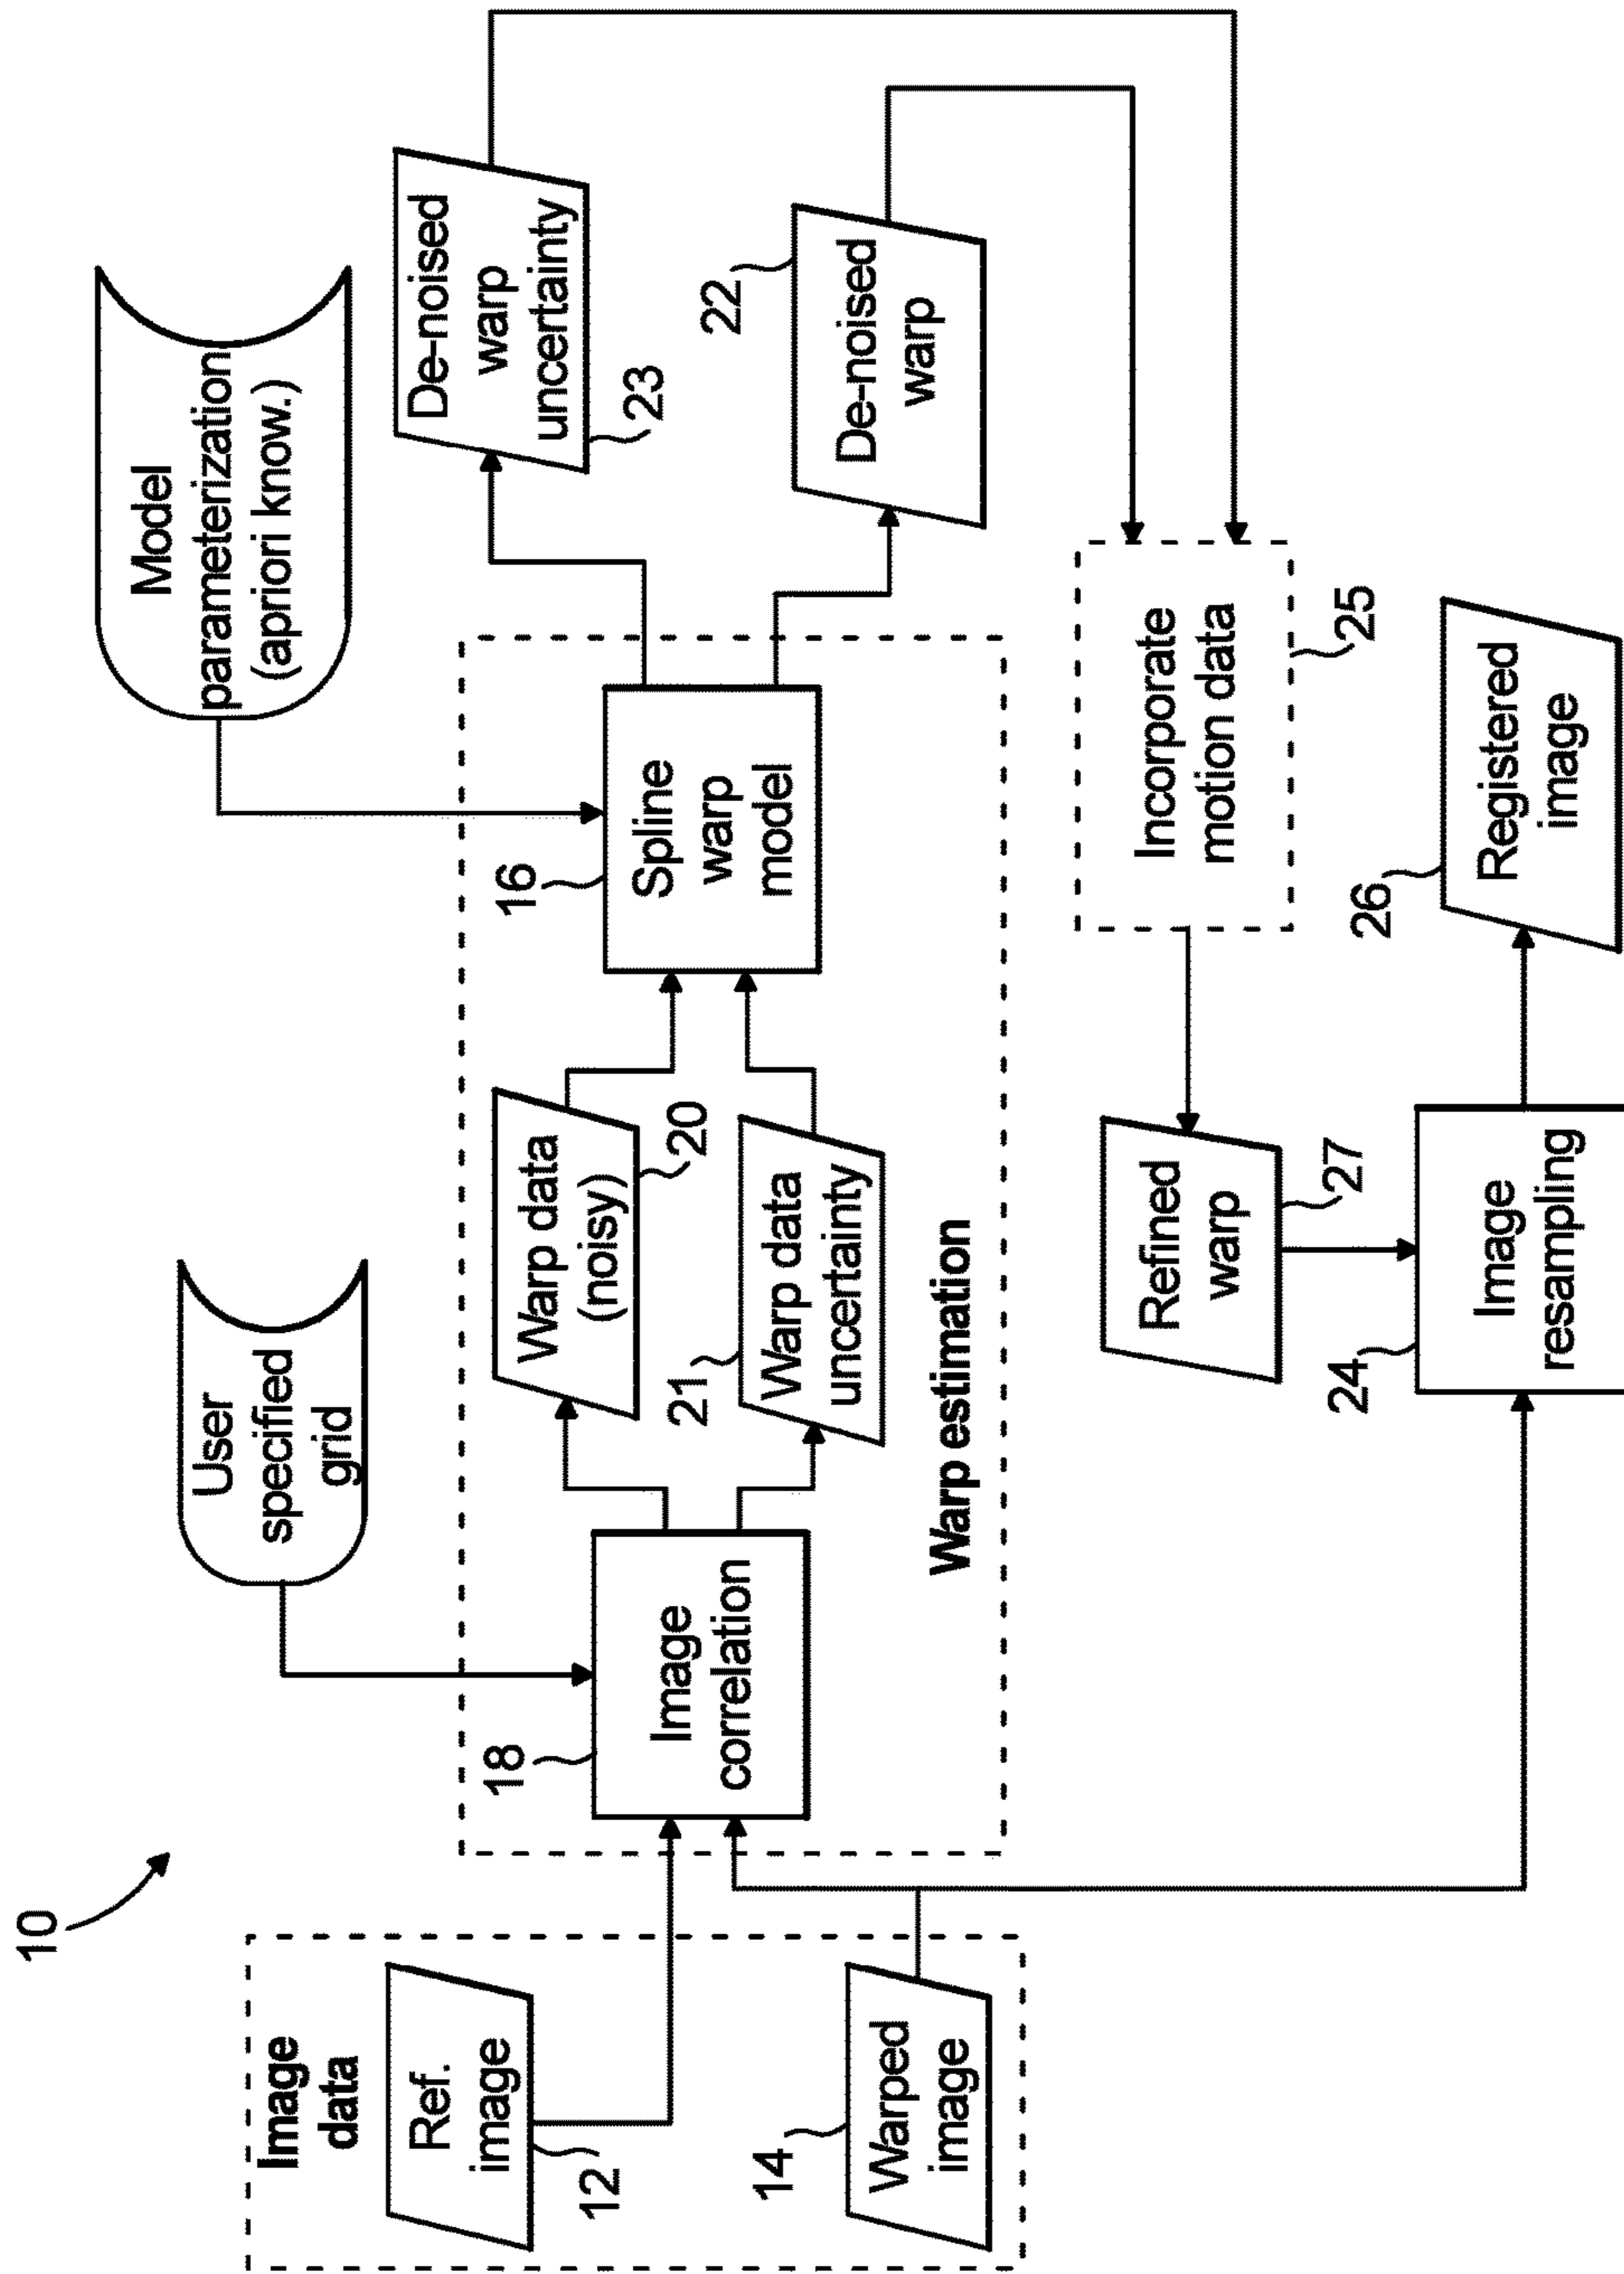 10
Image
data
Ref.
image
12
14
Warped
image
User
specified
grid
Model
parameterization
(apriori know.)
18
Image
correlation
Warp data
(noisy)
20
21
Warp data
uncertainty
16
Spline
warp
model
Warp estimation
De-noised
warp
uncertainty
23
22
De-noised
warp
Incorporate
motion data
25
Refined
warp
27
24
Image
resampling
26
Registered
image